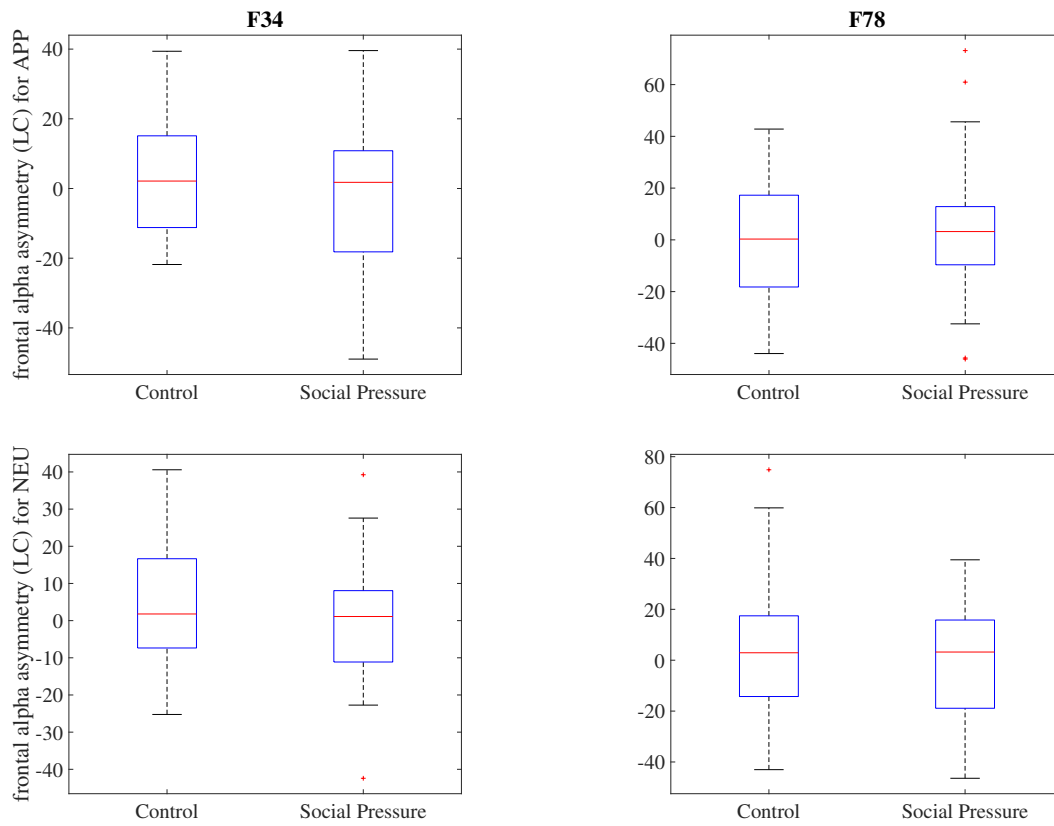 F34
F78
frontal alpha asymmetry (LC) for APP
40
20
0
-20
-40
Control
Social Pressure
60
40
20
0
-20
-40
Control
Social Pressure
frontal alpha asymmetry (LC) for NEU
40
30
20
10
0
-10
-20
-30
-40
Control
Social Pressure
80
60
40
20
0
-20
-40
Control
Social Pressure